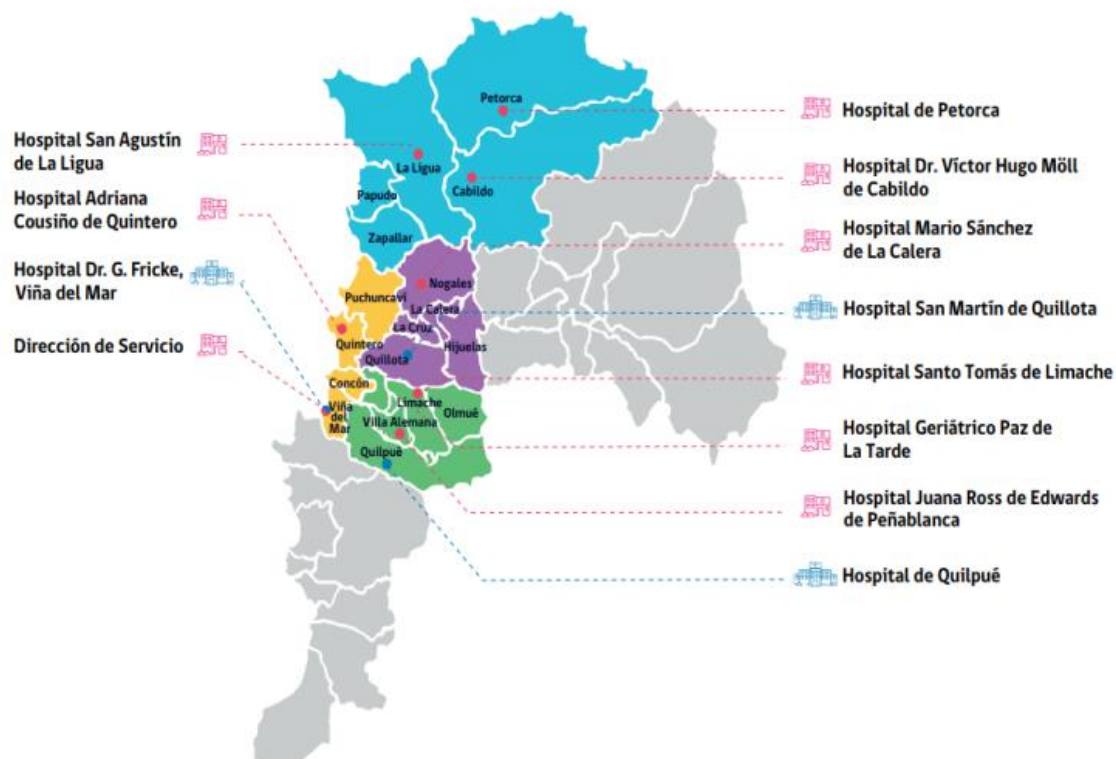 Hospital San Agustín
de La Ligua
Hospital Adriana
Cousiño de Quintero
Hospital Dr. G. Fricke,
Viña del Mar
Dirección de Servicio
Petorca
La Ligua
Cabildo
Papudo
Zapallar
Nogales
Puchuncaví
La Calera
La Cruz
Quintero
Hijuelas
Quillota
Concón
Limache
Viña
del
Mar
Olmué
Villa Alemana
Quilpué
Hospital de Petorca
Hospital Dr. Víctor Hugo Möll
de Cabildo
Hospital Mario Sánchez
de La Calera
Hospital San Martín de Quillota
Hospital Santo Tomás de Limache
Hospital Geriátrico Paz de
La Tarde
Hospital Juana Ross de Edwards
de Peñablanca
Hospital de Quilpué